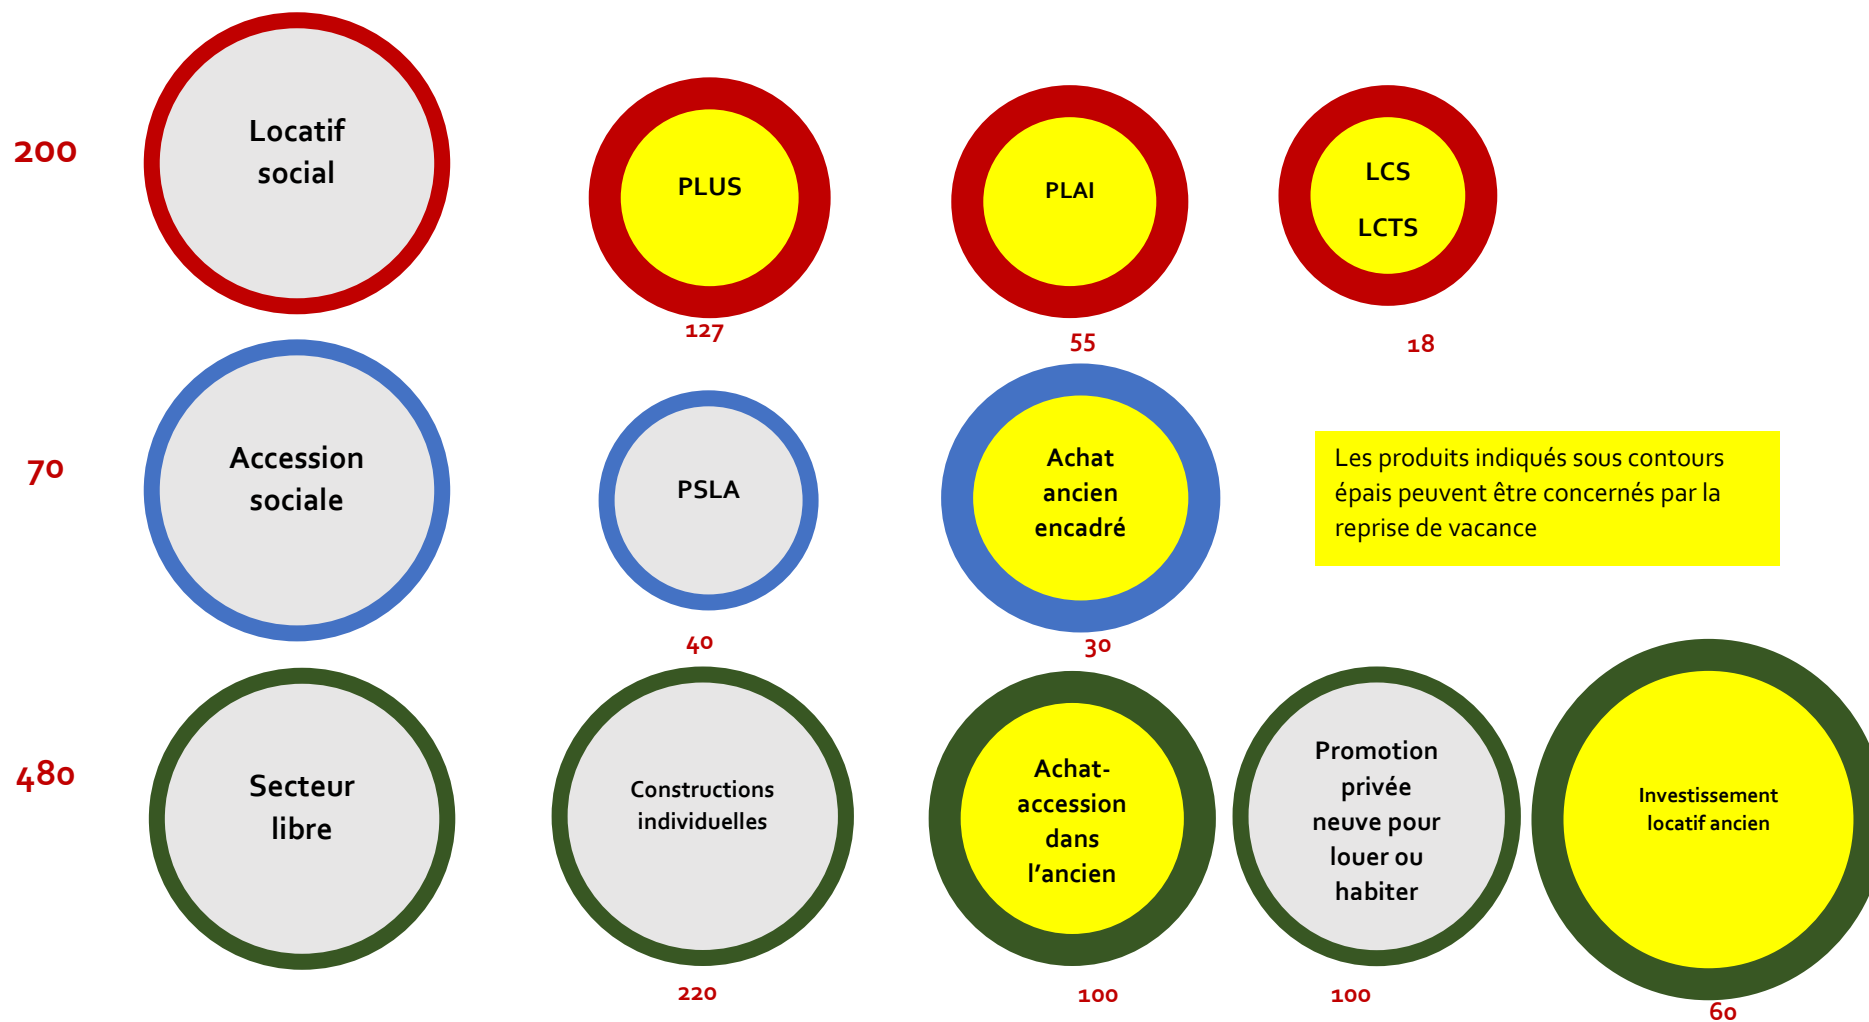 200
Locatif
social
PLUS
127
PLAI
55
LCS
LCTS
18
70
Accession
sociale
PSLA
40
Achat
ancien
encadré
30
Les produits indiqués sous contours
épais peuvent être concernés par la
reprise de vacance
480
Secteur
libre
Constructions
individuelles
220
Achat-
accession
dans
l'ancien
100
Promotion
privée
neuve pour
louer ou
habiter
100
Investissement
locatif ancien
60